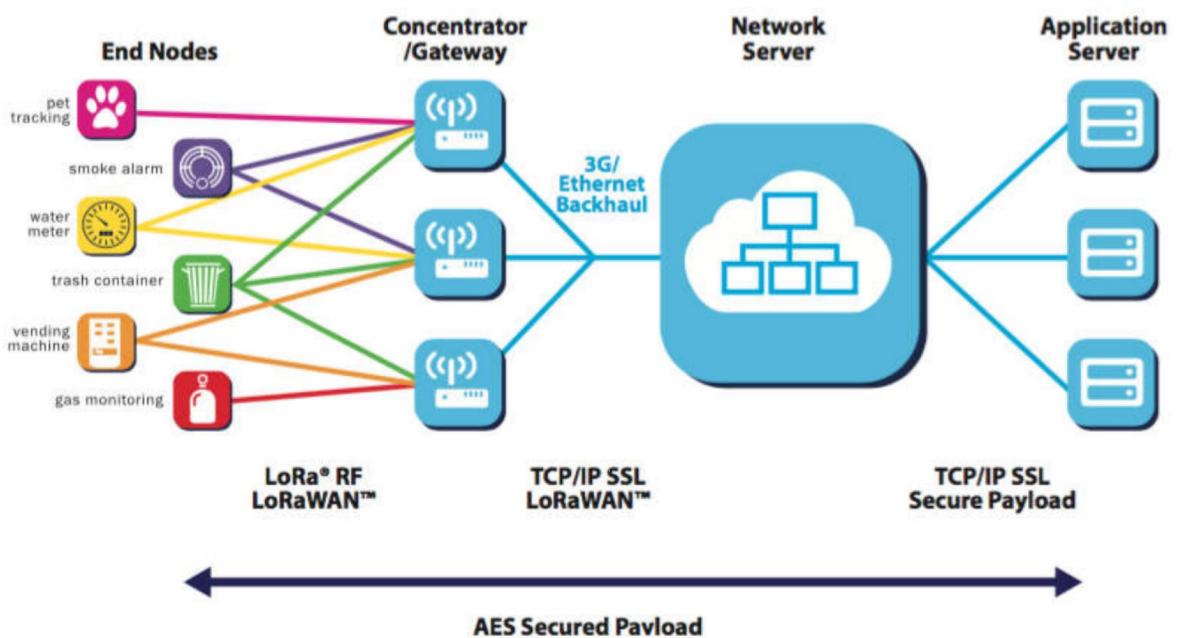 End Nodes
Concentrator
/Gateway
Network
Server
Application
Server
pet
tracking
smoke alarm
water
meter
trash container
vending
machine
gas monitoring
3G/
Ethernet
Backhaul
LoRa® RF
LoRaWAN™
TCP/IP SSL
LoRaWAN™
TCP/IP SSL
Secure Payload
AES Secured Payload